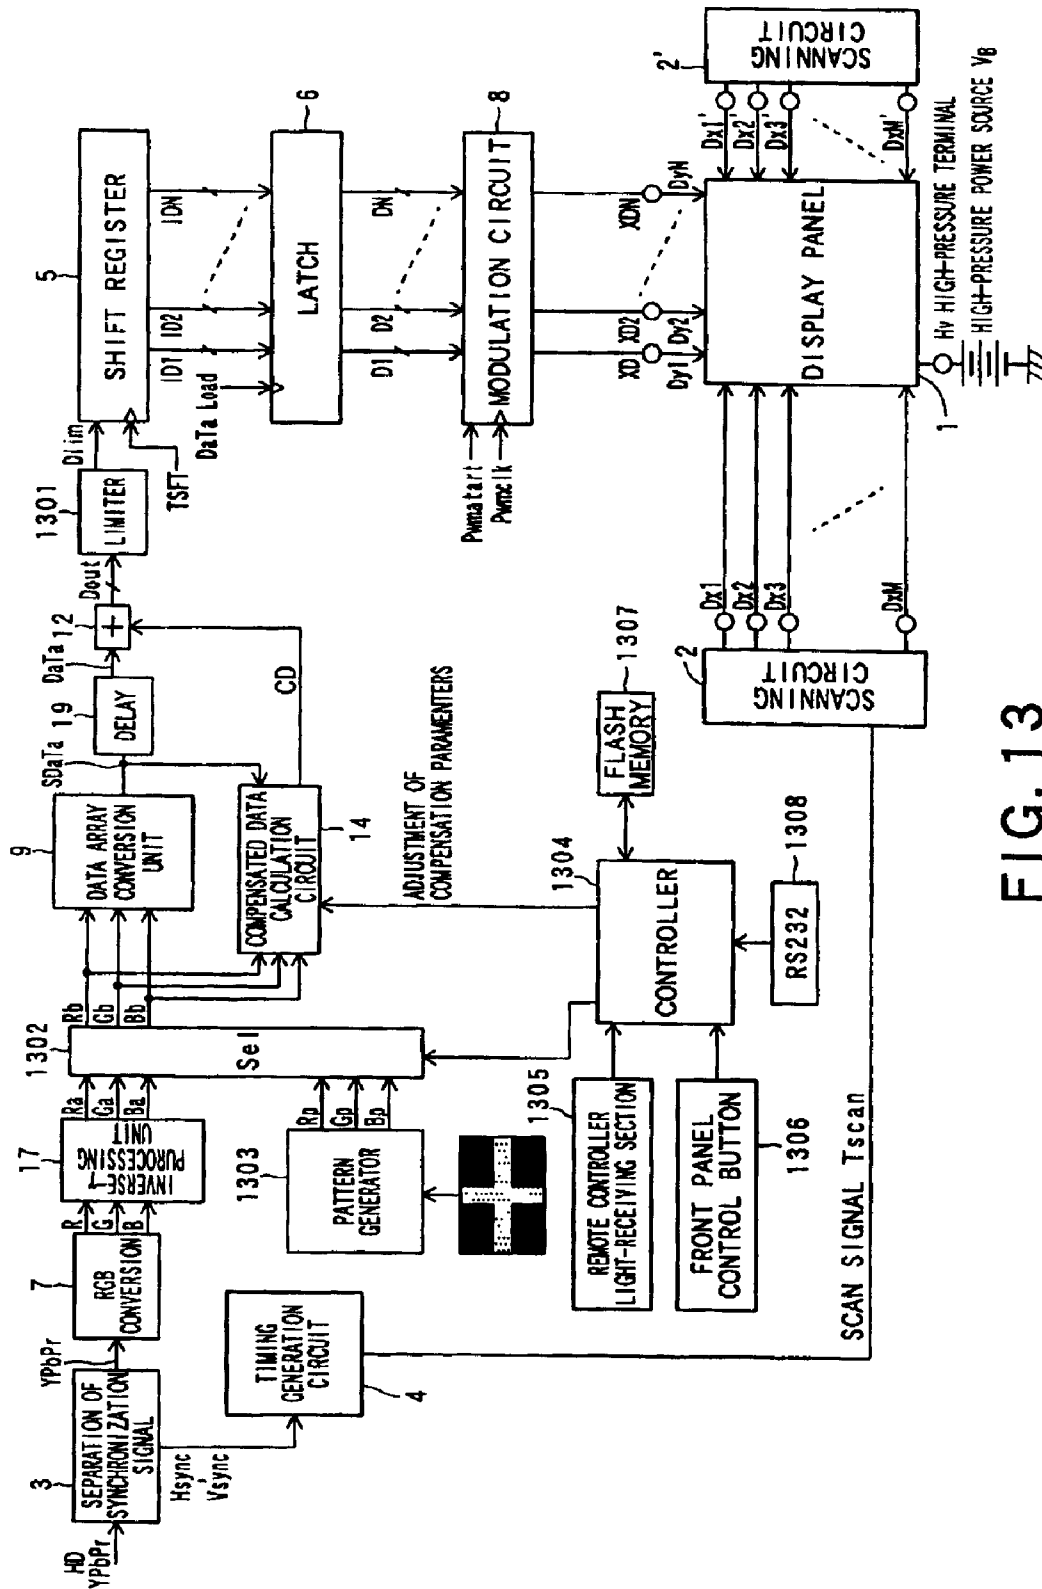 HD
YPbPr
3
SEPARATION OF
SYNCHRONIZATION
SIGNAL
YPbPr
Hsync
,
Vsync
7
RGB
CONVERSION
R
G
B
17
INVERSE-γ
PUROCESSING
UNIT
Ra
Ga
Ba
1302
Sel
Rb
Gb
Bb
9
DATA ARRAY
CONVERSION
UNIT
SDaTa
19
DELAY
DaTa
12
+
Dout
1301
LIMITER
Dlim
TSFT
5
SHIFT REGISTER
ID1
ID2
IDN
DaTa Load
6
LATCH
D1
D2
DN
Pwmatart
Pwmclk
8
MODULATION CIRCUIT
XD
XD2
XDN
Dy1
Dy2
DyN
4
TIMING
GENERATION
CIRCUIT
1303
PATTERN
GENERATOR
Rp
Gp
Bp
14
COMPENSATED DATA
CALCULATION
CIRCUIT
CD
ADJUSTMENT OF
COMPENSATION PARAMENTERS
1305
REMOTE CONTROLLER
LIGHT-RECEIVING SECTION
FRONT PANEL
CONTROL BUTTON
1306
1304
CONTROLLER
1307
FLASH
MEMORY
RS232
1308
SCAN SIGNAL Tscan
2
SCANNING
CIRCUIT
Dx1
Dx2
Dx3
DxM
DISPLAY PANEL
1
2'
SCANNING
CIRCUIT
Dx1'
Dx2'
Dx3'
DxM'
Hv HIGH-PRESSURE TERMINAL
HIGH-PRESSURE POWER SOURCE VB
FIG. 13